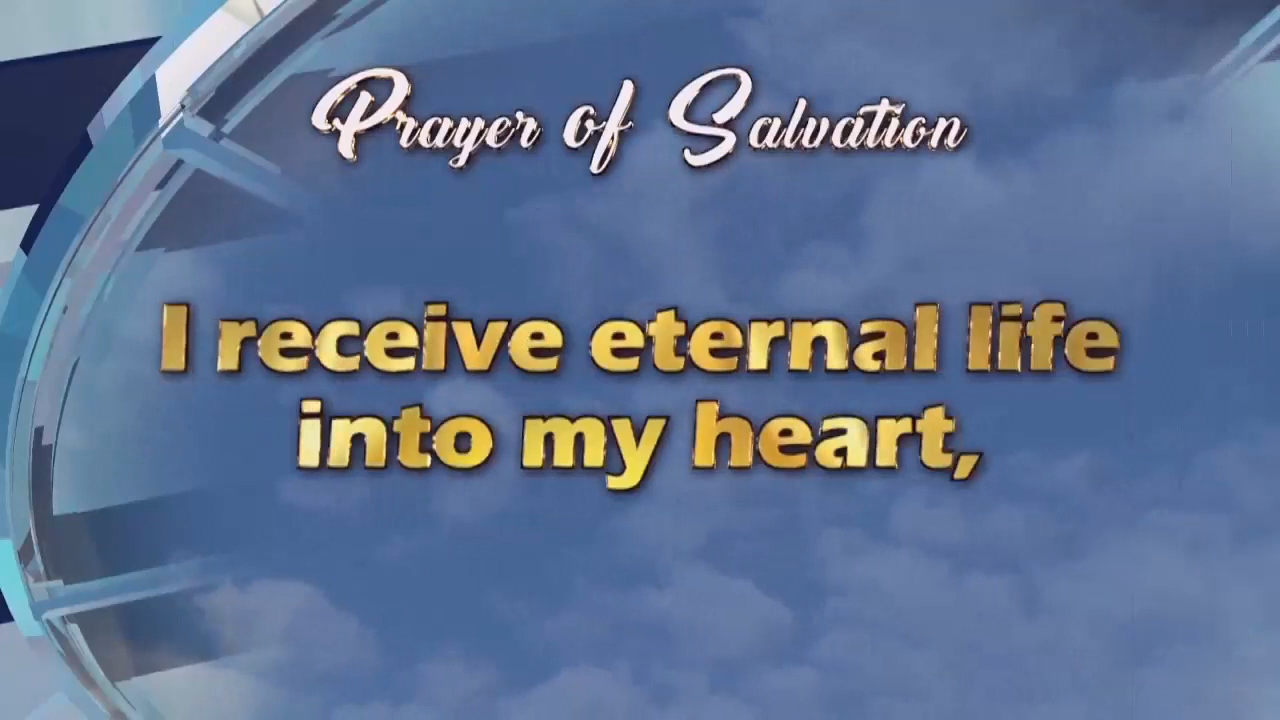 Prayer of Salvation
I receive eternal life
into my heart,